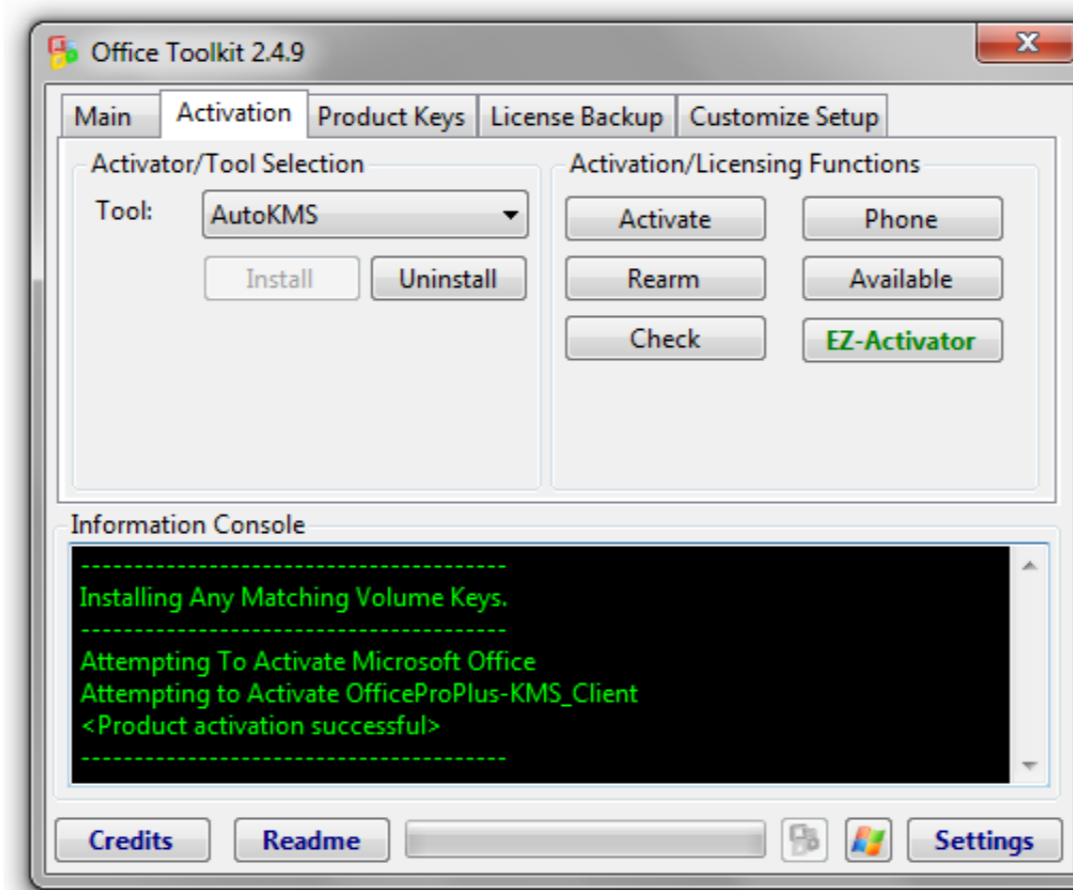 Office Toolkit 2.4.9
Main
Activation
Product Keys
License Backup
Customize Setup
Activator/Tool Selection
Tool:
AutoKMS
Install
Uninstall
Activation/Licensing Functions
Activate
Phone
Rearm
Available
Check
EZ-Activator
Information Console
----------------------------------------
Installing Any Matching Volume Keys.
----------------------------------------
Attempting To Activate Microsoft Office
Attempting to Activate OfficeProPlus-KMS_Client
<Product activation successful>
----------------------------------------
Credits
Readme
Settings